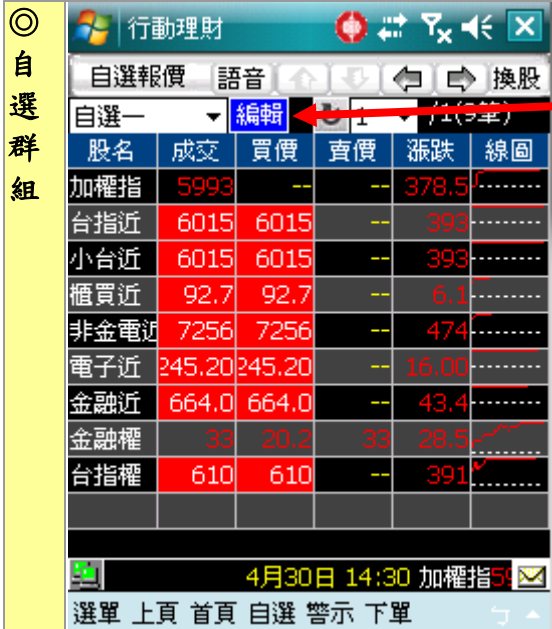 ◎自選群組
行動理財
自選報價 語音 換股
自選一 編輯 1 /1(9筆)
股名 成交 買價 賣價 漲跌 線圖
加權指 5993 -- -- 378.5
台指近 6015 6015 -- 393
小台近 6015 6015 -- 393
櫃買近 92.7 92.7 -- 6.1
非金電近 7256 7256 -- 474
電子近 245.20 245.20 -- 16.00
金融近 664.0 664.0 -- 43.4
金融權 33 20.2 33 28.5
台指權 610 610 -- 391
4月30日 14:30 加權指59
選單 上頁 首頁 自選 警示 下單 ㄅ